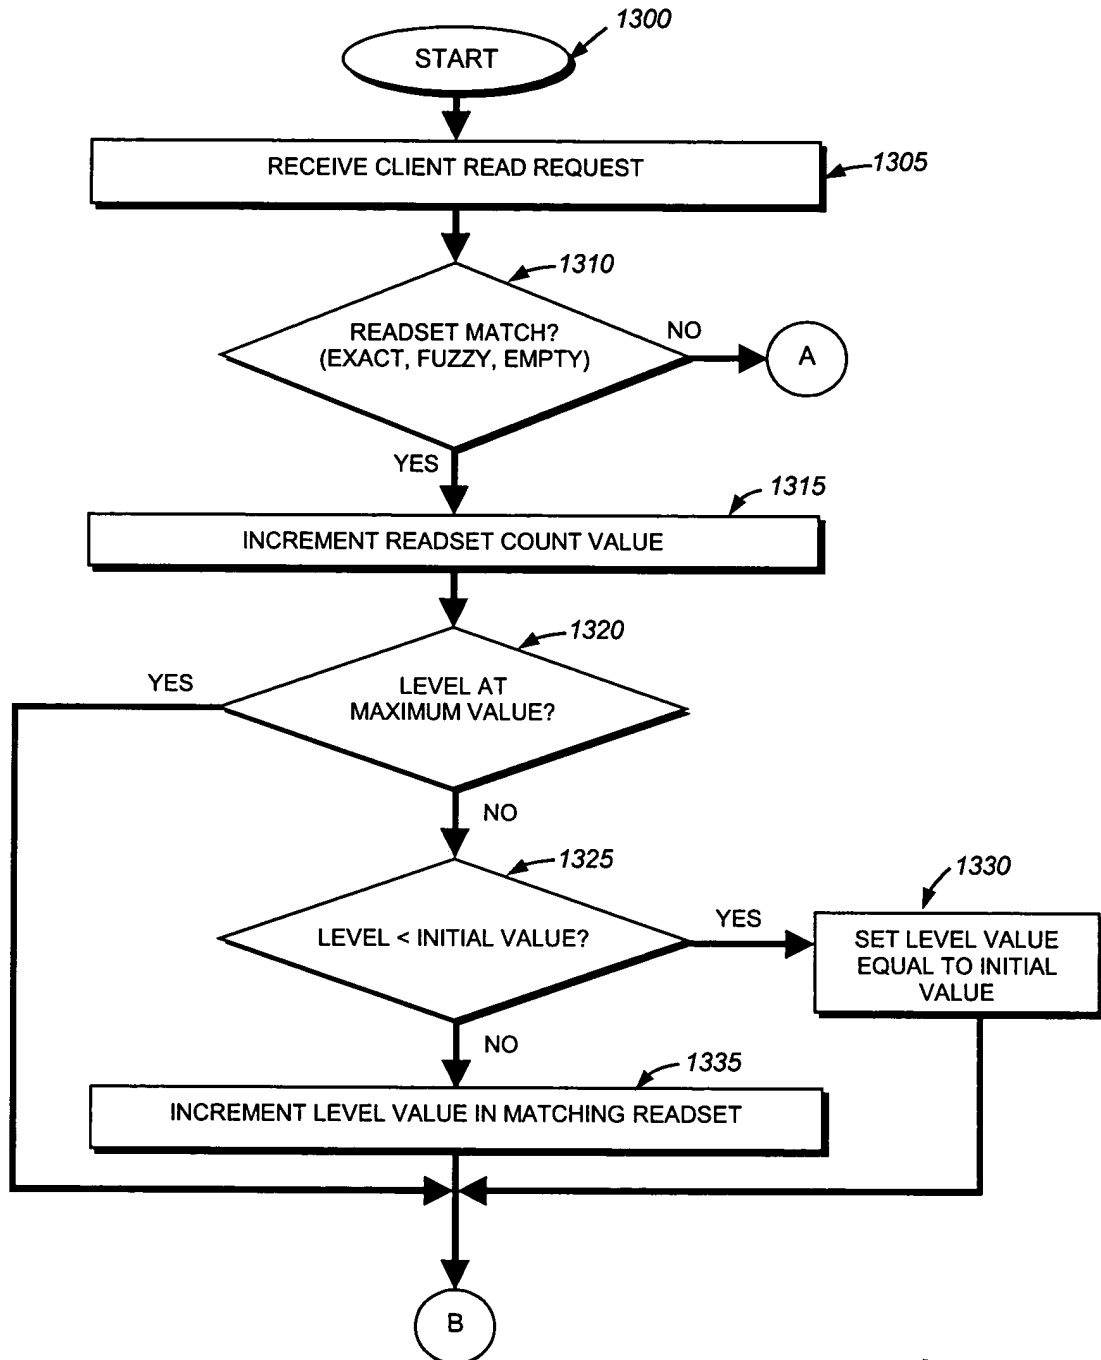 1300
START
RECEIVE CLIENT READ REQUEST
1305
1310
READSET MATCH?
(EXACT, FUZZY, EMPTY)
NO
A
YES
1315
INCREMENT READSET COUNT VALUE
1320
YES
LEVEL AT
MAXIMUM VALUE?
NO
1325
1330
LEVEL < INITIAL VALUE?
YES
SET LEVEL VALUE
EQUAL TO INITIAL
VALUE
NO
1335
INCREMENT LEVEL VALUE IN MATCHING READSET
B